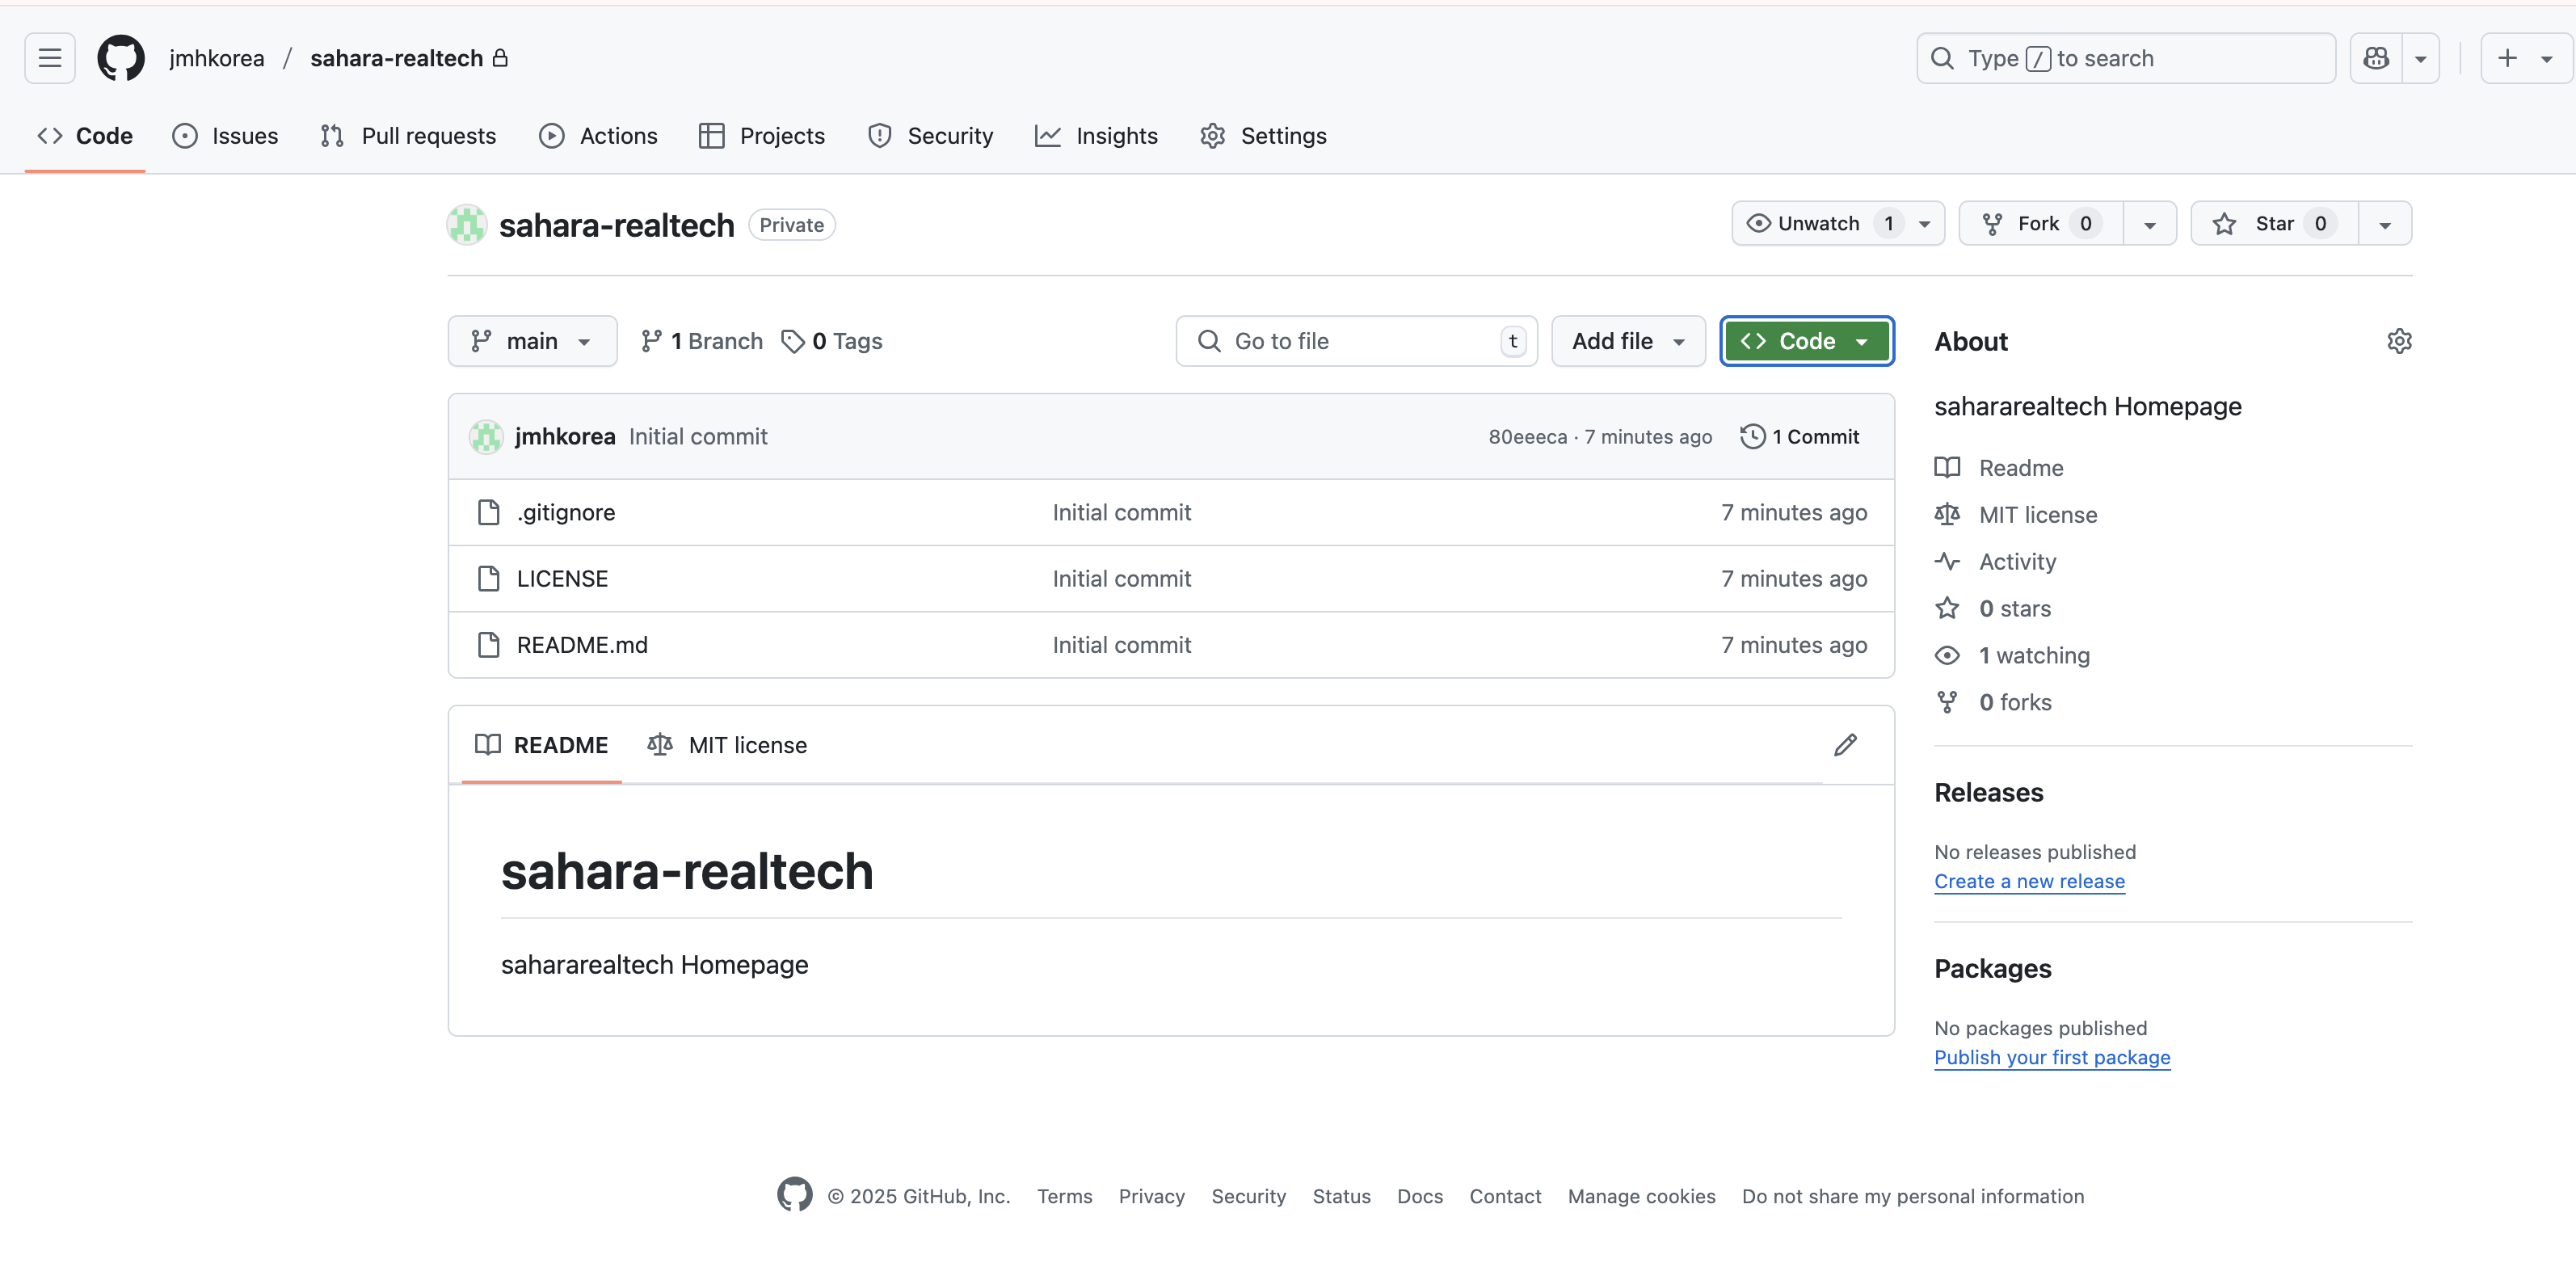 jmhkorea / sahara-realtech
Type / to search
Code Issues Pull requests Actions Projects Security Insights Settings
sahara-realtech Private
Unwatch 1 Fork 0 Star 0
main 1 Branch 0 Tags
Go to file t Add file Code
jmhkorea Initial commit 80eeeca · 7 minutes ago 1 Commit
.gitignore Initial commit 7 minutes ago
LICENSE Initial commit 7 minutes ago
README.md Initial commit 7 minutes ago
README MIT license
sahara-realtech
sahararealtech Homepage
About
sahararealtech Homepage
Readme
MIT license
Activity
0 stars
1 watching
0 forks
Releases
No releases published
Create a new release
Packages
No packages published
Publish your first package
© 2025 GitHub, Inc. Terms Privacy Security Status Docs Contact Manage cookies Do not share my personal information